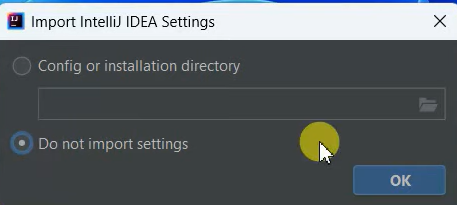 Import IntelliJ IDEA Settings
Config or installation directory
Do not import settings
OK